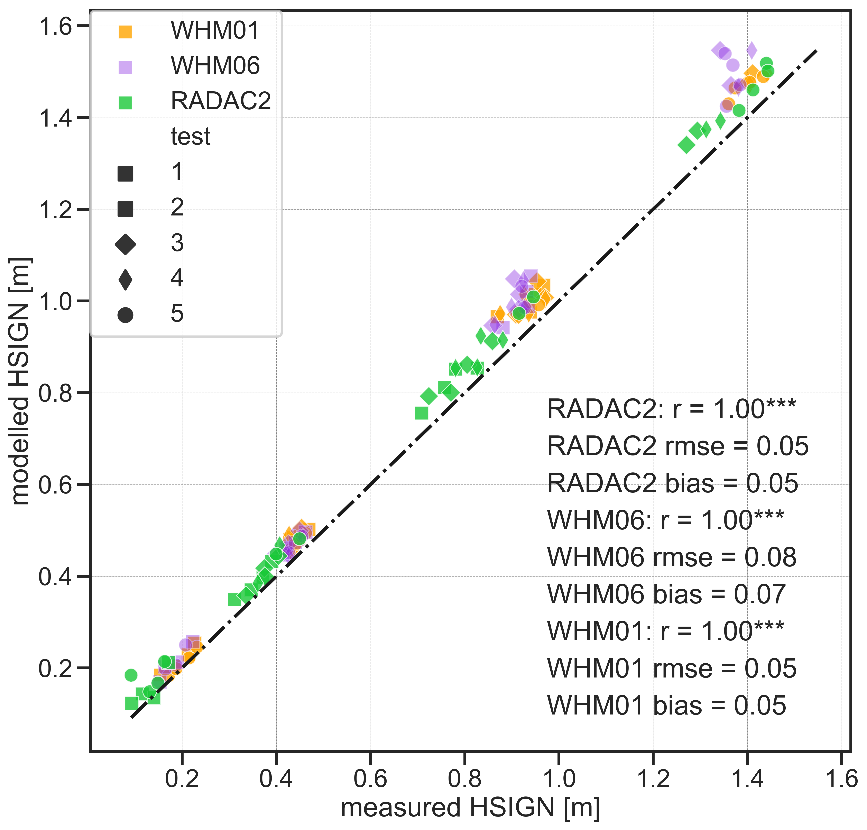 1.6
1.4
1.2
1.0
0.8
0.6
0.4
0.2
modelled HSIGN [m]
WHM01
WHM06
RADAC2
test
1
2
3
4
5
RADAC2: r = 1.00***
RADAC2 rmse = 0.05
RADAC2 bias = 0.05
WHM06: r = 1.00***
WHM06 rmse = 0.08
WHM06 bias = 0.07
WHM01: r = 1.00***
WHM01 rmse = 0.05
WHM01 bias = 0.05
0.2 0.4 0.6 0.8 1.0 1.2 1.4 1.6
measured HSIGN [m]